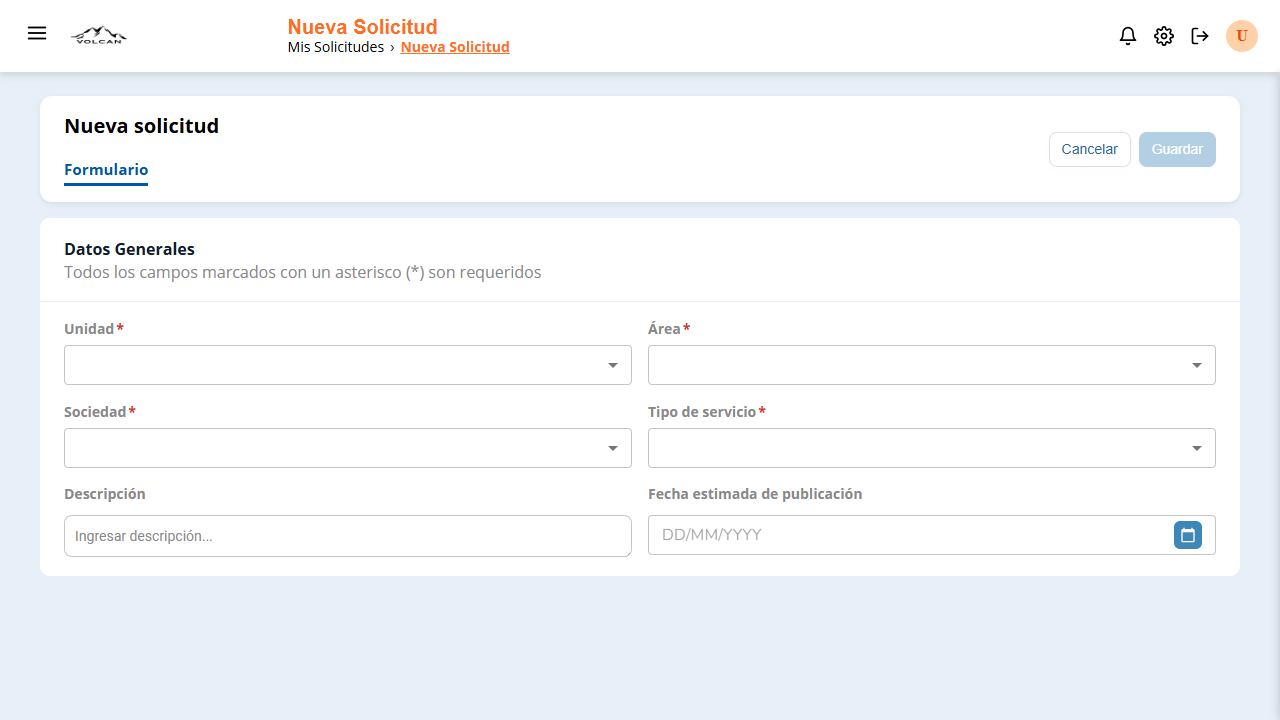 VOLCAN
Nueva Solicitud
Mis Solicitudes › Nueva Solicitud
U
Nueva solicitud
Formulario
Cancelar
Guardar
Datos Generales
Todos los campos marcados con un asterisco (*) son requeridos
Unidad *
Área *
Sociedad *
Tipo de servicio *
Descripción
Fecha estimada de publicación
Ingresar descripción...
DD/MM/YYYY